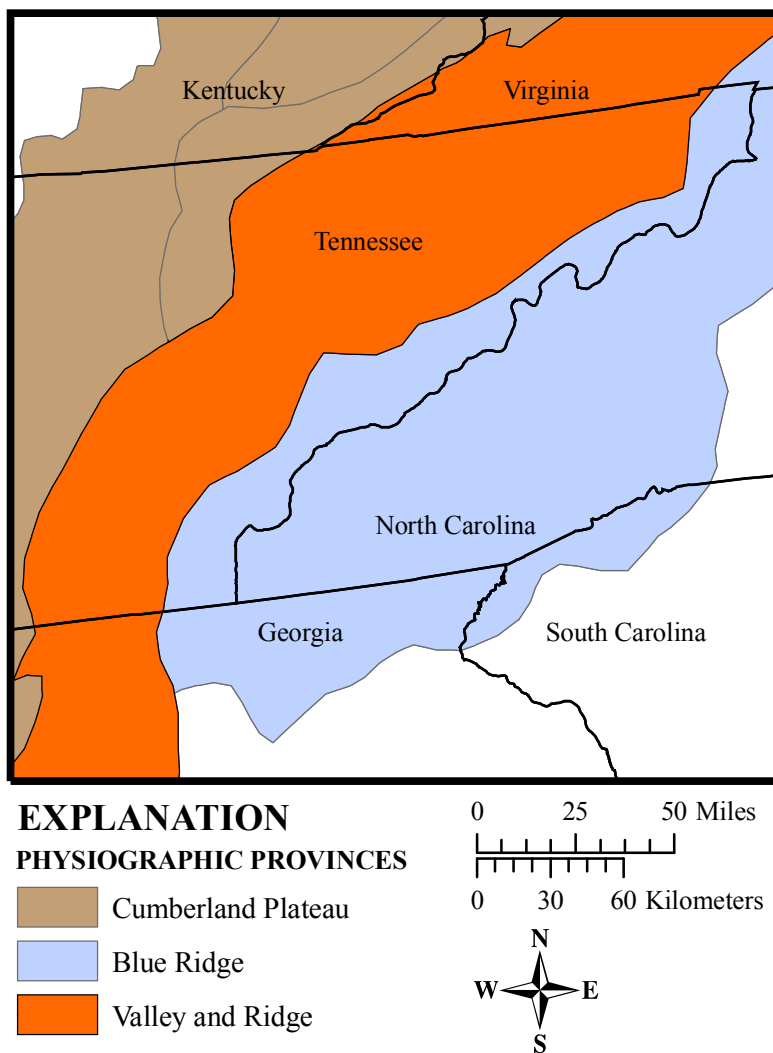 Kentucky
Virginia
Tennessee
North Carolina
Georgia
South Carolina
EXPLANATION
PHYSIOGRAPHIC PROVINCES
Cumberland Plateau
Blue Ridge
Valley and Ridge
0 25 50 Miles
0 30 60 Kilometers
N
W E
S